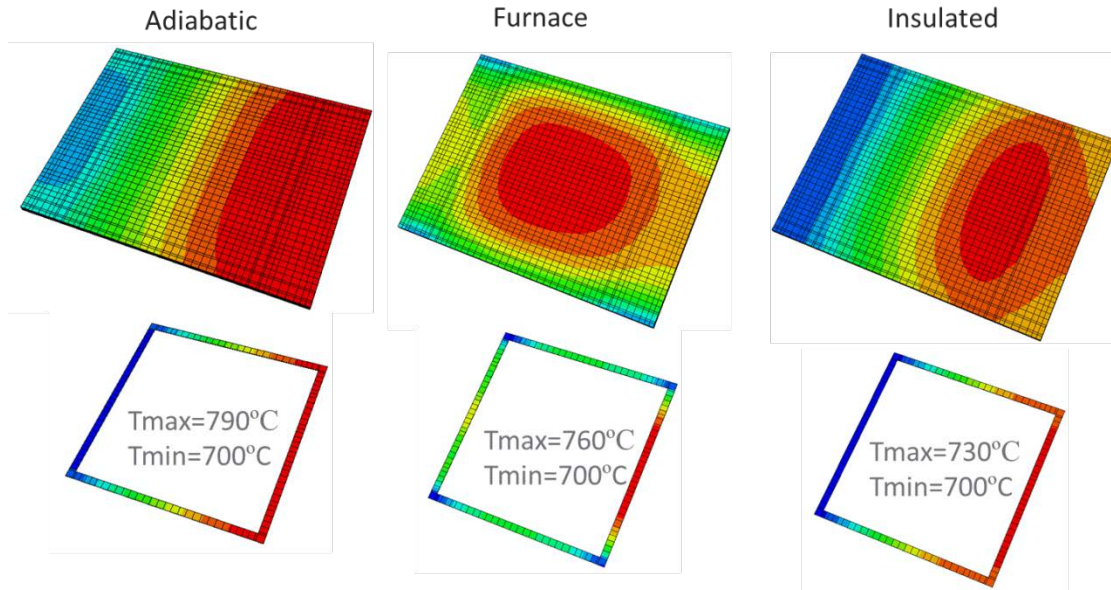 Adiabatic
Furnace
Insulated
Tmax=790ºC
Tmin=700ºC
Tmax=760ºC
Tmin=700ºC
Tmax=730ºC
Tmin=700ºC